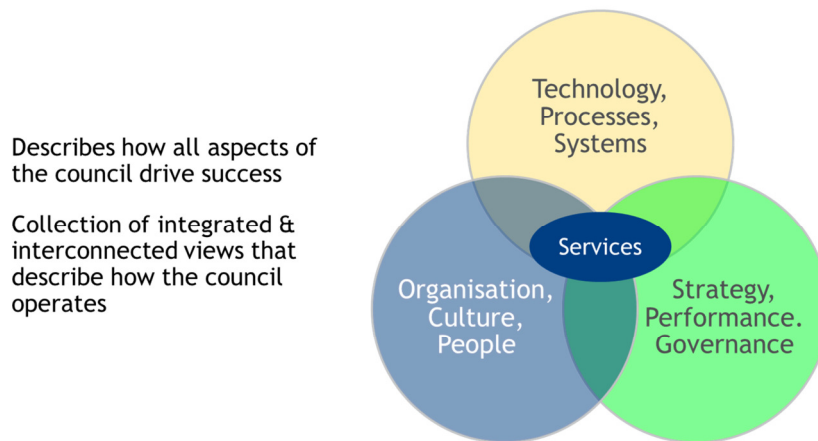 Describes how all aspects of
the council drive success
Collection of integrated &
interconnected views that
describe how the council
operates
Technology,
Processes,
Systems
Services
Organisation,
Culture,
People
Strategy,
Performance.
Governance